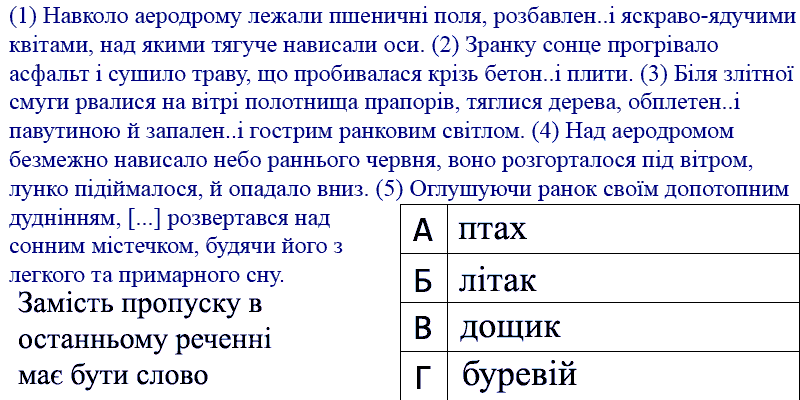 (1) Навколо аеродрому лежали пшеничні поля, розбавлен..і яскраво-ядучими
квітами, над якими тягуче нависали оси. (2) Зранку сонце прогрівало
асфальт і сушило траву, що пробивалася крізь бетон..і плити. (3) Біля злітної
смуги рвалися на вітрі полотнища прапорів, тяглися дерева, обплетен..і
павутиною й запален..і гострим ранковим світлом. (4) Над аеродромом
безмежно нависало небо раннього червня, воно розгорталося під вітром,
лунко підіймалося, й опадало вниз. (5) Оглушуючи ранок своїм допотопним
дуднінням, [...] розвертався над
сонним містечком, будячи його з
легкого та примарного сну.
Замість пропуску в
останньому реченні
має бути слово
А птах
Б літак
В дощик
Г буревій